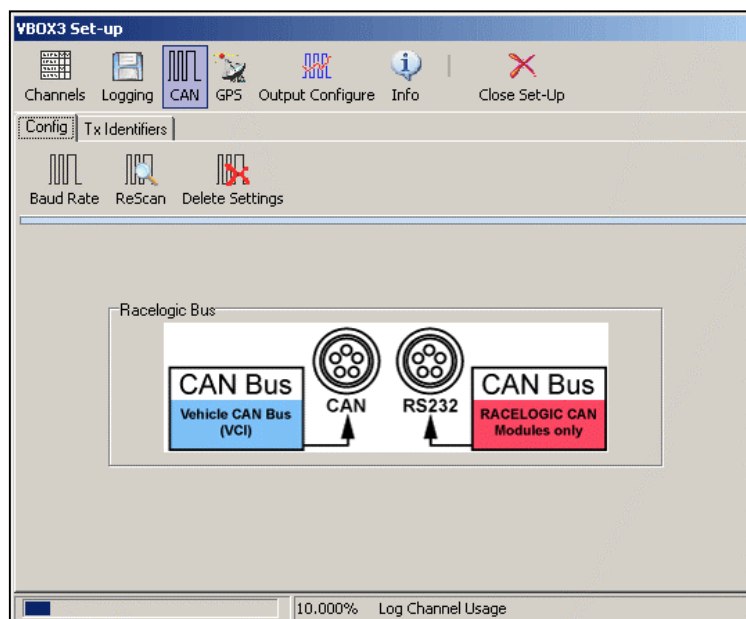 VBOX3 Set-up
Channels Logging CAN GPS Output Configure Info Close Set-Up
Config Tx Identifiers
Baud Rate ReScan Delete Settings
Racelogic Bus
CAN Bus
Vehicle CAN Bus
(VCI)
CAN RS232
CAN Bus
RACELOGIC CAN
Modules only
10.000% Log Channel Usage